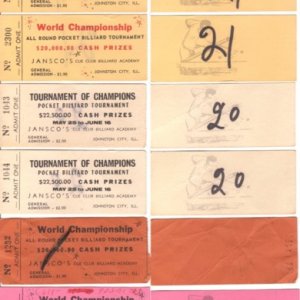 GENERAL
ADMISSION - $1.00
JOHNSTON CITY, ILL.
No 2300
ADMIT ONE -
World Championship
ALL ROUND POCKET BILLIARD TOURNAMENT
$20,000.00 CASH PRIZES
JANSCO'S CUE CLUB BILLIARD ACADEMY
GENERAL
ADMISSION - $1.00
JOHNSTON CITY, ILL.
21
No 1043
ADMIT ONE
TOURNAMENT OF CHAMPIONS
POCKET BILLIARD TOURNAMENT
$22,500.00 CASH PRIZES
MAY 25 to JUNE 16
JANSCO'S CUE CLUB BILLIARD ACADEMY
GENERAL
ADMISSION - $2.00
JOHNSTON CITY, ILL.
20
No 1044
ADMIT ONE
TOURNAMENT OF CHAMPIONS
POCKET BILLIARD TOURNAMENT
$22,500.00 CASH PRIZES
MAY 25 to JUNE 16
JANSCO'S CUE CLUB BILLIARD ACADEMY
GENERAL
ADMISSION - $2.00
JOHNSTON CITY, ILL.
20
No 1252
ADMIT ONE
World Championship
ALL ROUND POCKET BILLIARD TOURNAMENT
$20,000.00 CASH PRIZES
JANSCO'S CUE CLUB BILLIARD ACADEMY
GENERAL
JOHNSTON CITY, ILL.
World Championship